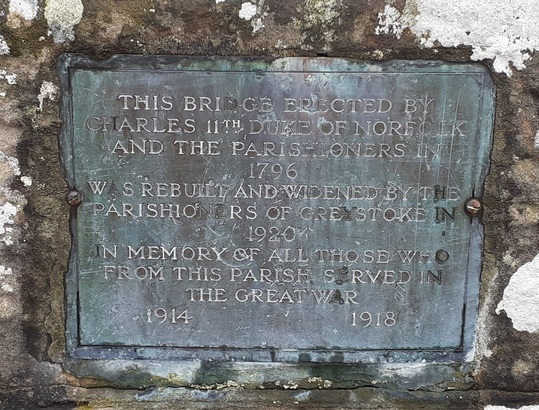 THIS BRIDGE ERECTED BY
CHARLES 11TH DUKE OF NORFOLK
AND THE PARISHIONERS IN
1796
WAS REBUILT AND WIDENED BY THE
PARISHIONERS OF GREYSTOKE IN
1920
IN MEMORY OF ALL THOSE WHO
FROM THIS PARISH SERVED IN
THE GREAT WAR
1914 1918